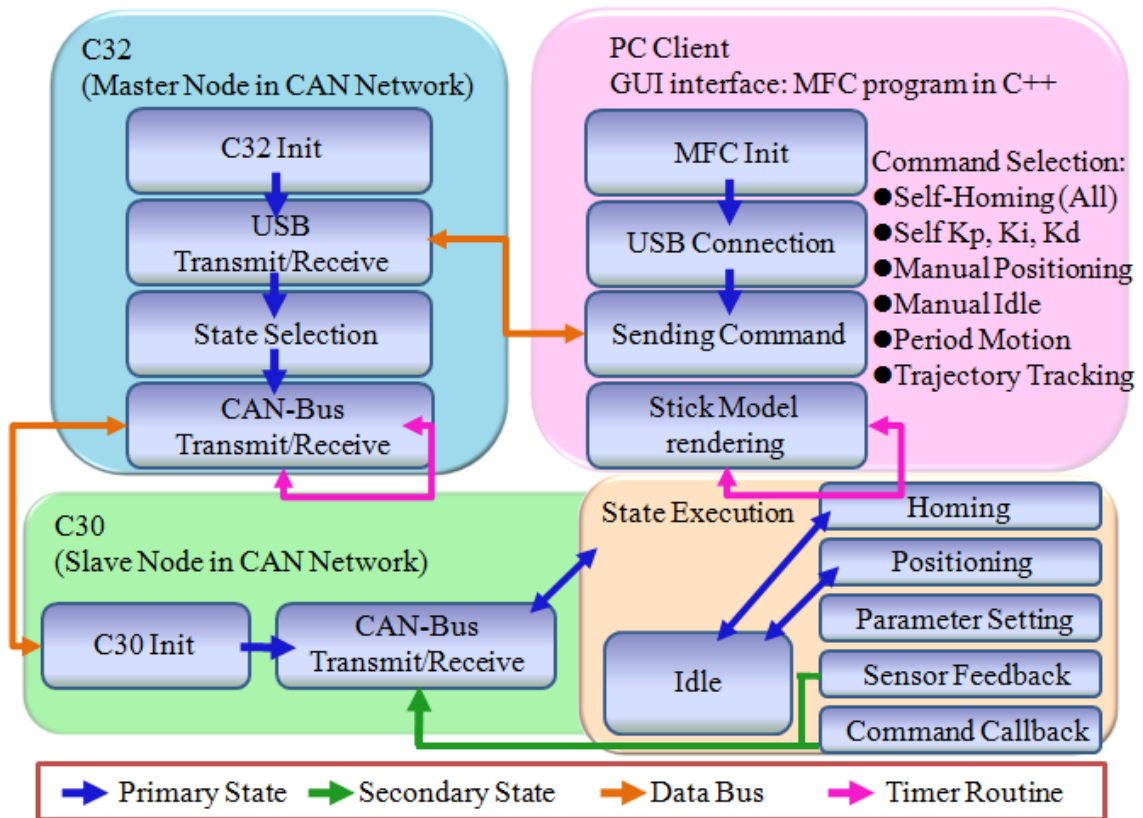 C32
(Master Node in CAN Network)
C32 Init
USB
Transmit/Receive
State Selection
CAN-Bus
Transmit/Receive
PC Client
GUI interface: MFC program in C++
MFC Init
USB Connection
Sending Command
Stick Model
rendering
Command Selection:
●Self-Homing(All)
●Self Kp, Ki, Kd
●Manual Positioning
●Manual Idle
●Period Motion
●Trajectory Tracking
C30
(Slave Node in CAN Network)
C30 Init
CAN-Bus
Transmit/Receive
State Execution
Idle
Homing
Positioning
Parameter Setting
Sensor Feedback
Command Callback
Primary State
Secondary State
Data Bus
Timer Routine